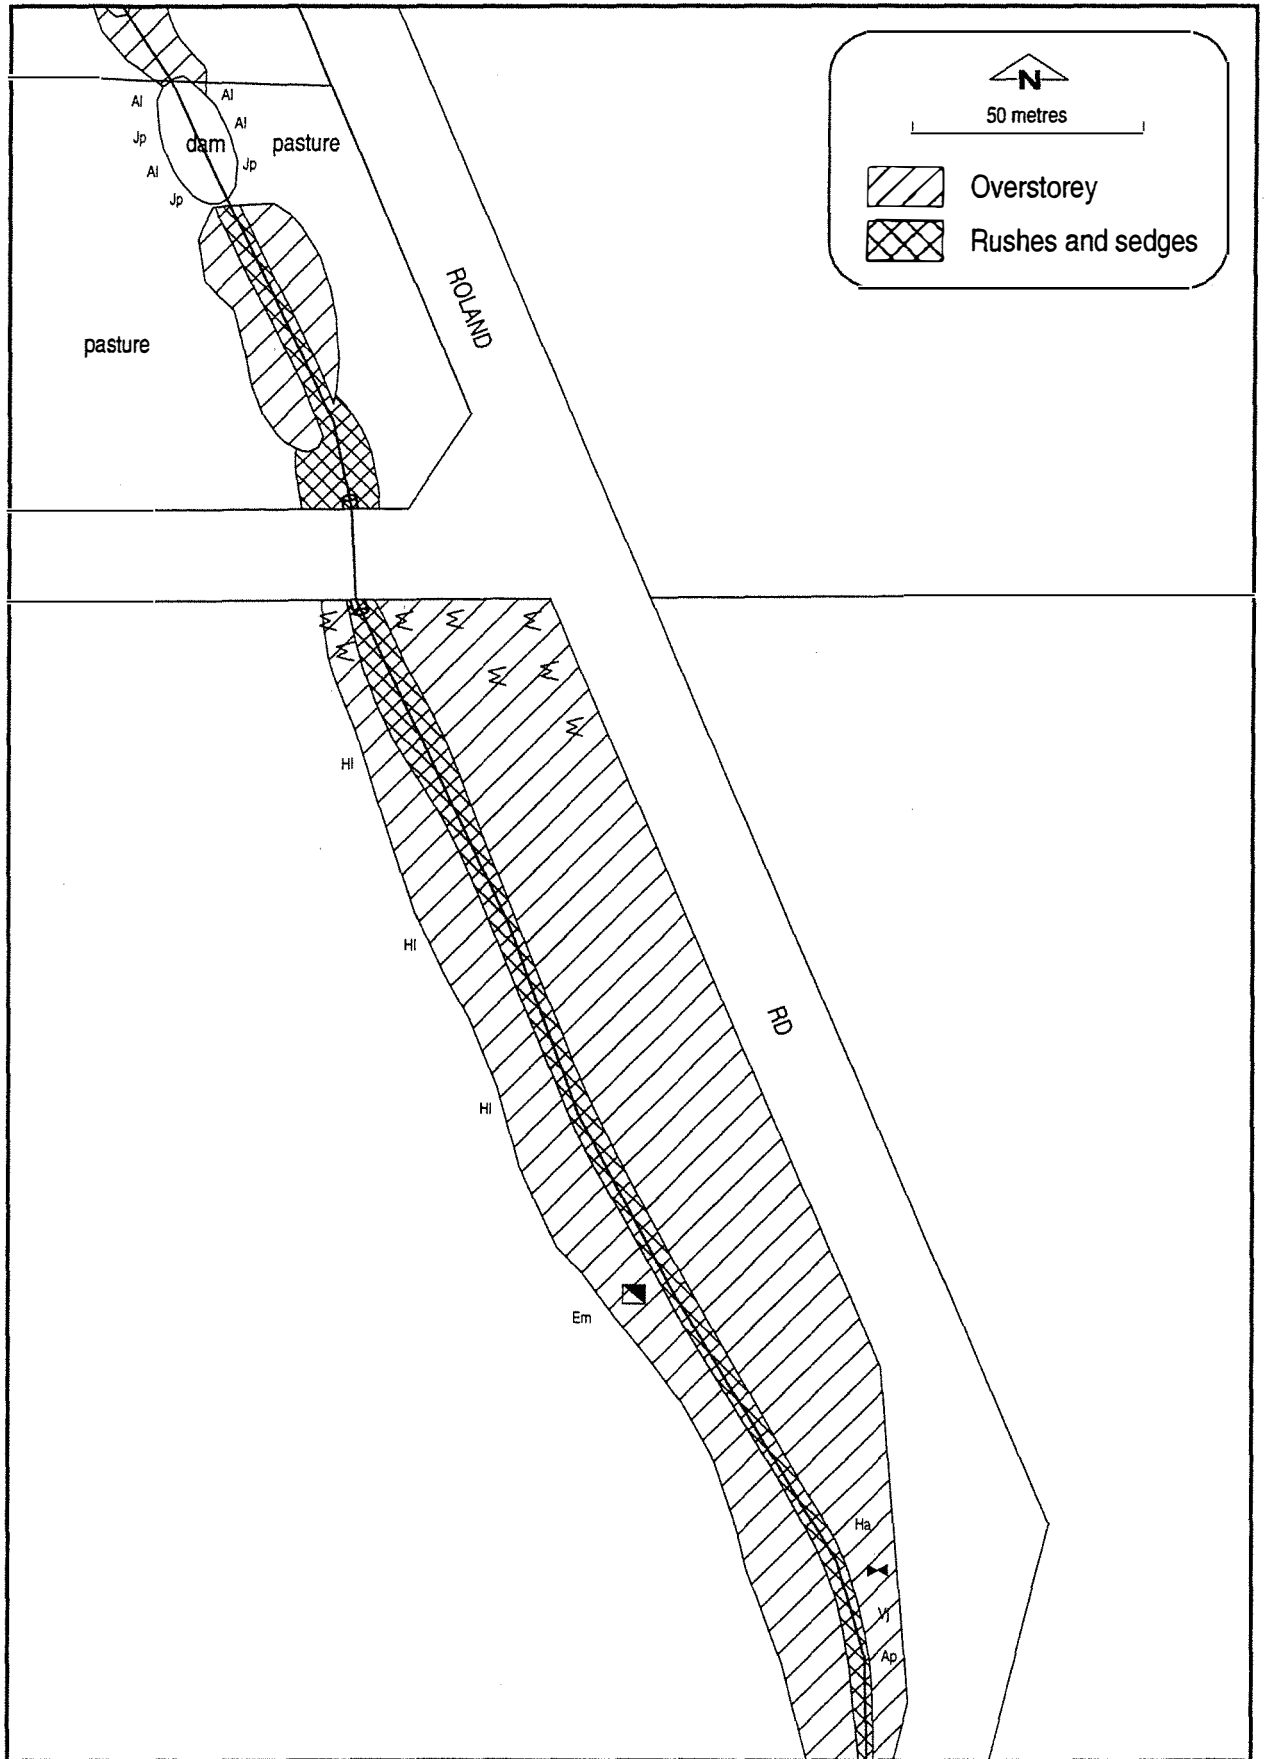 N
50 metres
Overstorey
Rushes and sedges
Al
Al
Al
Jp
dam
pasture
Jp
Al
Jp
ROLAND
pasture
Hl
Hl
RD
Hl
Em
Ha
Vj
Ap